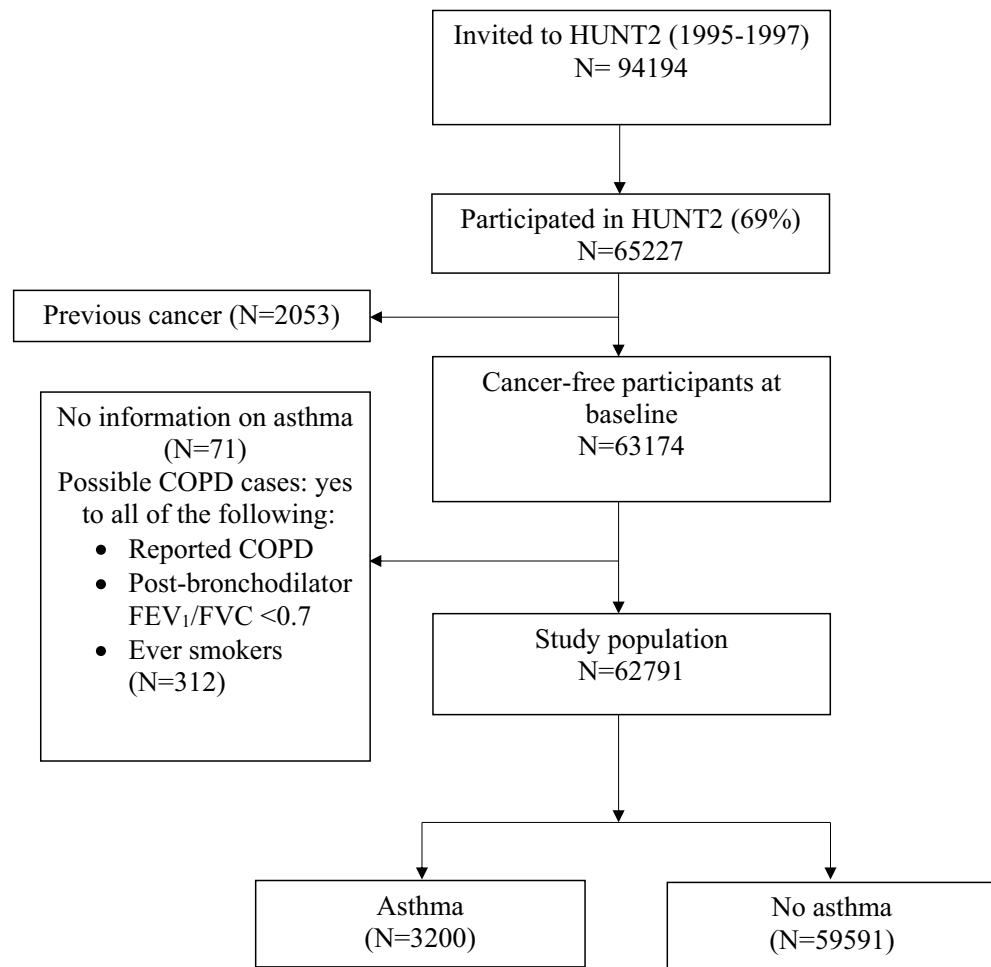 Invited to HUNT2 (1995-1997)
N= 94194
Participated in HUNT2 (69%)
N=65227
Previous cancer (N=2053)
Cancer-free participants at
baseline
N=63174
No information on asthma
(N=71)
Possible COPD cases: yes
to all of the following:
• Reported COPD
• Post-bronchodilator
FEV₁/FVC <0.7
• Ever smokers
(N=312)
Study population
N=62791
Asthma
(N=3200)
No asthma
(N=59591)